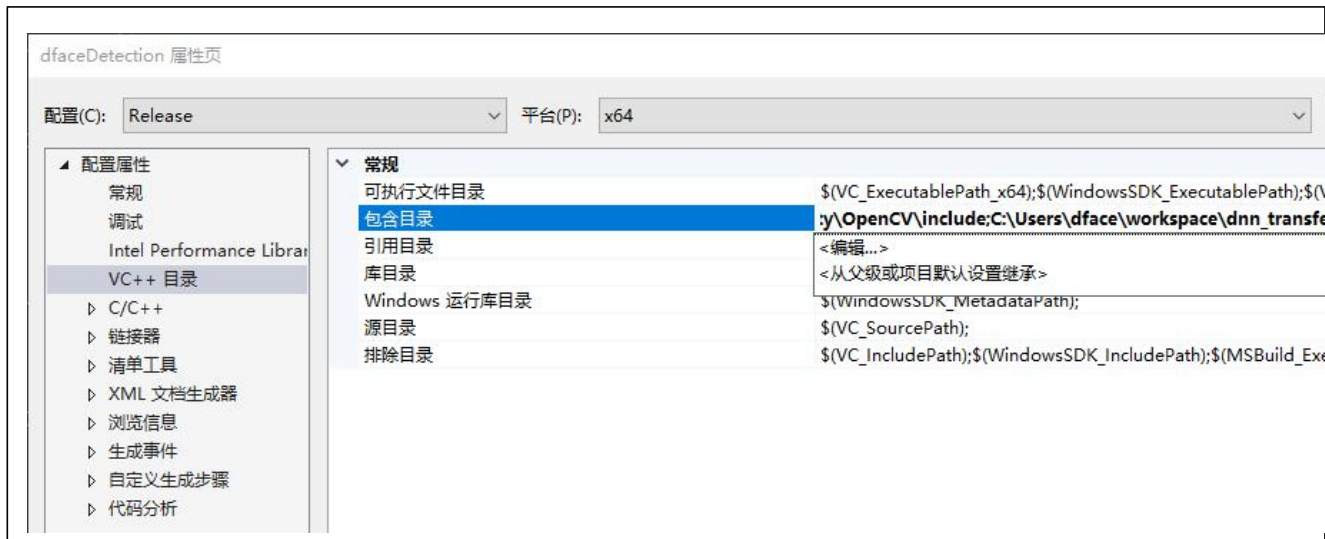 dfaceDetection 属性页
配置(C): Release 平台(P): x64
配置属性
常规
调试
Intel Performance Librar
VC++ 目录
C/C++
链接器
清单工具
XML 文档生成器
浏览信息
生成事件
自定义生成步骤
代码分析
常规
可执行文件目录 $(VC_ExecutablePath_x64);$(WindowsSDK_ExecutablePath);$(V
包含目录 :y\OpenCV\include;C:\Users\dface\workspace\dnn_transfe
<编辑...>
引用目录
<从父级或项目默认设置继承>
库目录
Windows 运行库目录 $(WindowsSDK_MetadataPath);
源目录 $(VC_SourcePath);
排除目录 $(VC_IncludePath);$(WindowsSDK_IncludePath);$(MSBuild_Exe